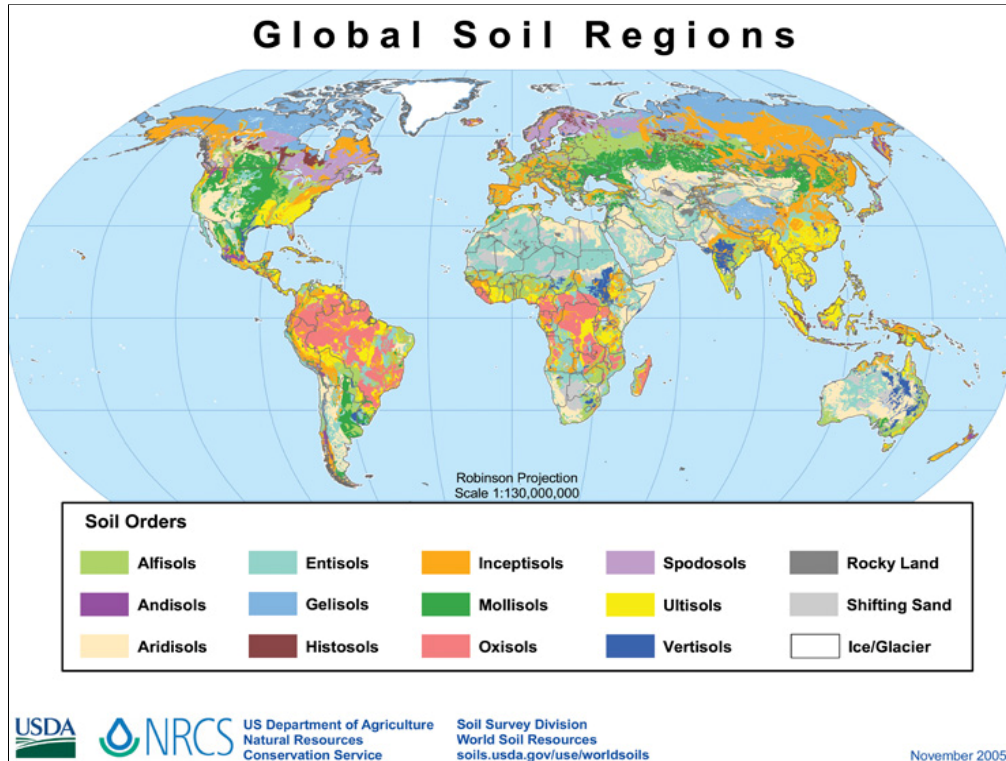 Global Soil Regions
Robinson Projection
Scale 1:130,000,000
Soil Orders
Alfisols
Entisols
Inceptisols
Spodosols
Rocky Land
Andisols
Gelisols
Mollisols
Ultisols
Shifting Sand
Aridisols
Histosols
Oxisols
Vertisols
Ice/Glacier
USDA
NRCS
US Department of Agriculture
Natural Resources
Conservation Service
Soil Survey Division
World Soil Resources
soils.usda.gov/use/worldsoils
November 2005